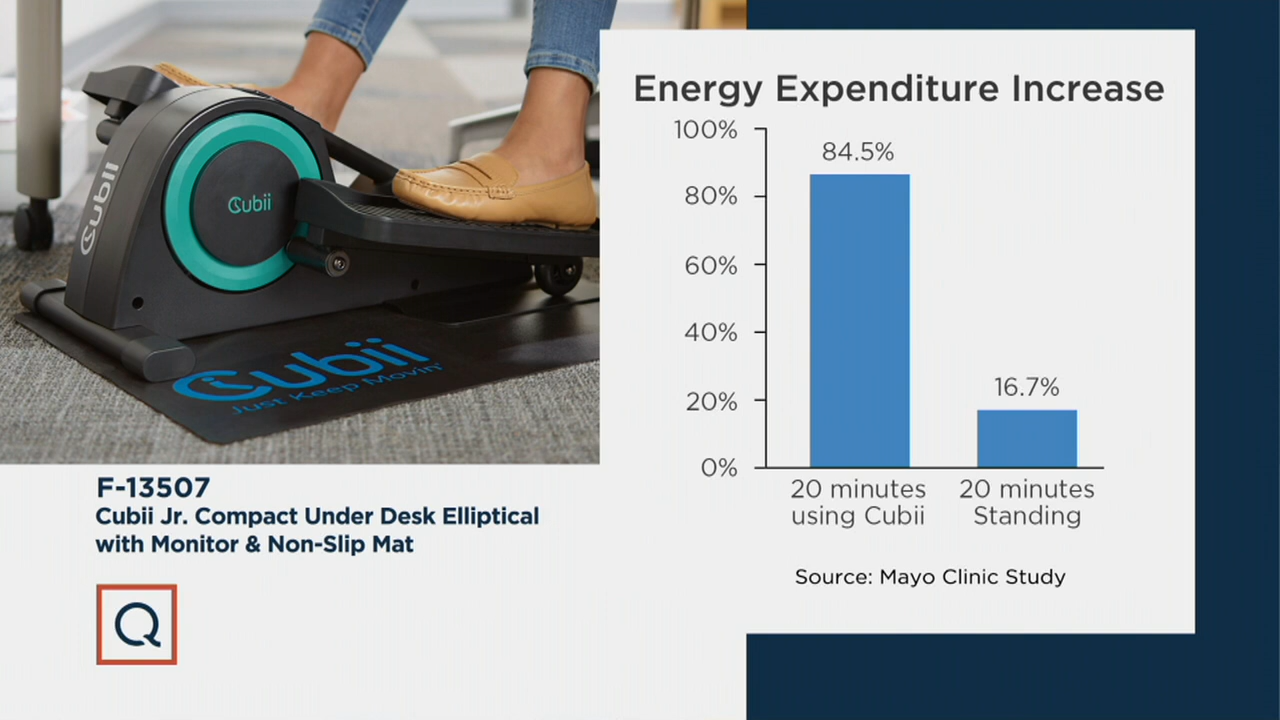 Cubii
Cubii
Cubii
Just Keep Movin'
F-13507
Cubii Jr. Compact Under Desk Elliptical
with Monitor & Non-Slip Mat
Q
Energy Expenditure Increase
100%
80%
60%
40%
20%
0%
84.5%
16.7%
20 minutes
using Cubii
20 minutes
Standing
Source: Mayo Clinic Study